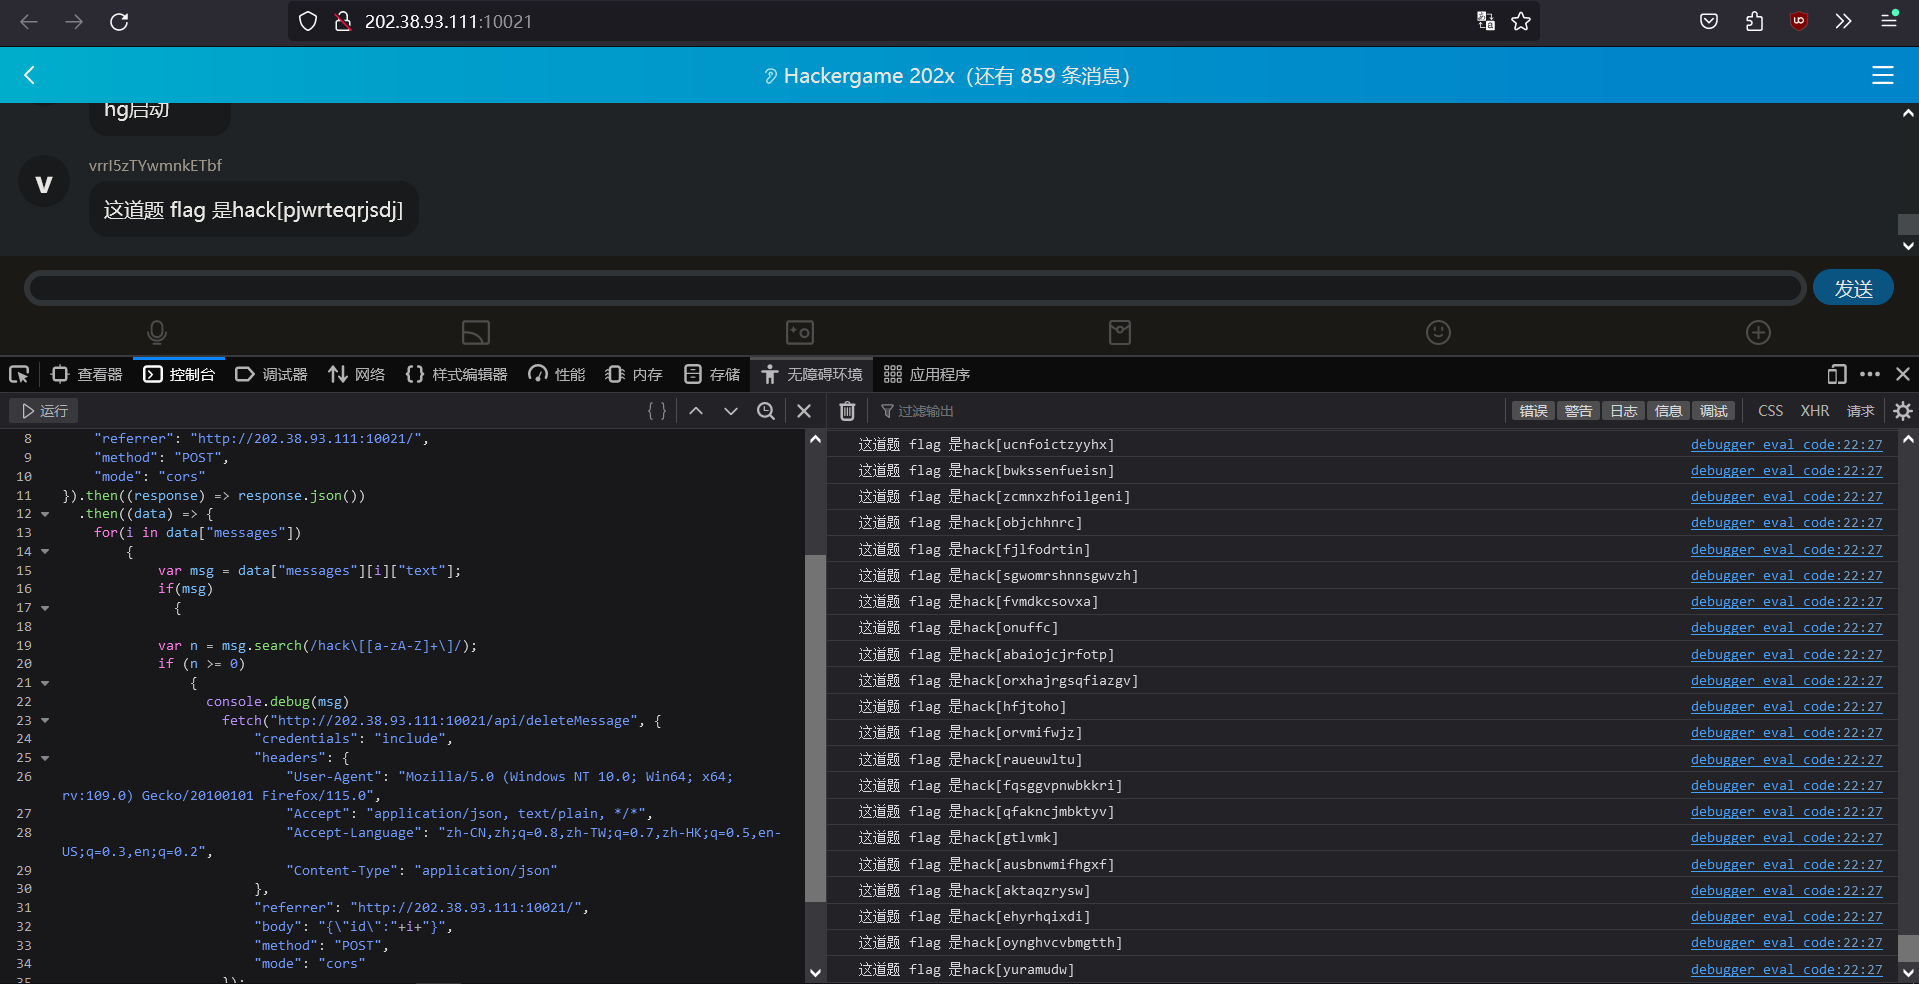 202.38.93.111:10021
Hackergame 202x (还有 859 条消息)
hg启动
vrrI5zTYwmnkETbf
v
这道题 flag 是hack[pjwrteqrjsdj]
发送
查看器 控制台 调试器 网络 样式编辑器 性能 内存 存储 无障碍环境 应用程序
运行
过滤输出 错误 警告 日志 信息 调试 CSS XHR 请求
8 "referrer": "http://202.38.93.111:10021/",
9 "method": "POST",
10 "mode": "cors"
11 }).then((response) => response.json())
12 .then((data) => {
13 for(i in data["messages"])
14 {
15 var msg = data["messages"][i]["text"];
16 if(msg)
17 {
18
19 var n = msg.search(/hack\[[a-zA-Z]+\]/);
20 if (n >= 0)
21 {
22 console.debug(msg)
23 fetch("http://202.38.93.111:10021/api/deleteMessage", {
24 "credentials": "include",
25 "headers": {
26 "User-Agent": "Mozilla/5.0 (Windows NT 10.0; Win64; x64;
rv:109.0) Gecko/20100101 Firefox/115.0",
27 "Accept": "application/json, text/plain, */*",
28 "Accept-Language": "zh-CN,zh;q=0.8,zh-TW;q=0.7,zh-HK;q=0.5,en-
US;q=0.3,en;q=0.2",
29 "Content-Type": "application/json"
30 },
31 "referrer": "http://202.38.93.111:10021/",
32 "body": "{\"id\":"+i+"}",
33 "method": "POST",
34 "mode": "cors"
35 });
这道题 flag 是hack[ucnfoictzyyhx] debugger eval code:22:27
这道题 flag 是hack[bwkssenfueisn] debugger eval code:22:27
这道题 flag 是hack[zcmnxzhfoilgeni] debugger eval code:22:27
这道题 flag 是hack[objchhnrc] debugger eval code:22:27
这道题 flag 是hack[fjlfodrtin] debugger eval code:22:27
这道题 flag 是hack[sgwomrshnnsgwvzh] debugger eval code:22:27
这道题 flag 是hack[fvmdkcsovxa] debugger eval code:22:27
这道题 flag 是hack[onuffc] debugger eval code:22:27
这道题 flag 是hack[abaiojcjrfotp] debugger eval code:22:27
这道题 flag 是hack[orxhajrgsqfiazgv] debugger eval code:22:27
这道题 flag 是hack[hfjtoho] debugger eval code:22:27
这道题 flag 是hack[orvmifwjz] debugger eval code:22:27
这道题 flag 是hack[raueuwltu] debugger eval code:22:27
这道题 flag 是hack[fqsggvpnwbkkri] debugger eval code:22:27
这道题 flag 是hack[qfakncjmbktyv] debugger eval code:22:27
这道题 flag 是hack[gtlvmk] debugger eval code:22:27
这道题 flag 是hack[ausbnwmifhgxf] debugger eval code:22:27
这道题 flag 是hack[aktaqzrysw] debugger eval code:22:27
这道题 flag 是hack[ehyrhqixdi] debugger eval code:22:27
这道题 flag 是hack[oynghvcvbmgtth] debugger eval code:22:27
这道题 flag 是hack[yuramudw] debugger eval code:22:27